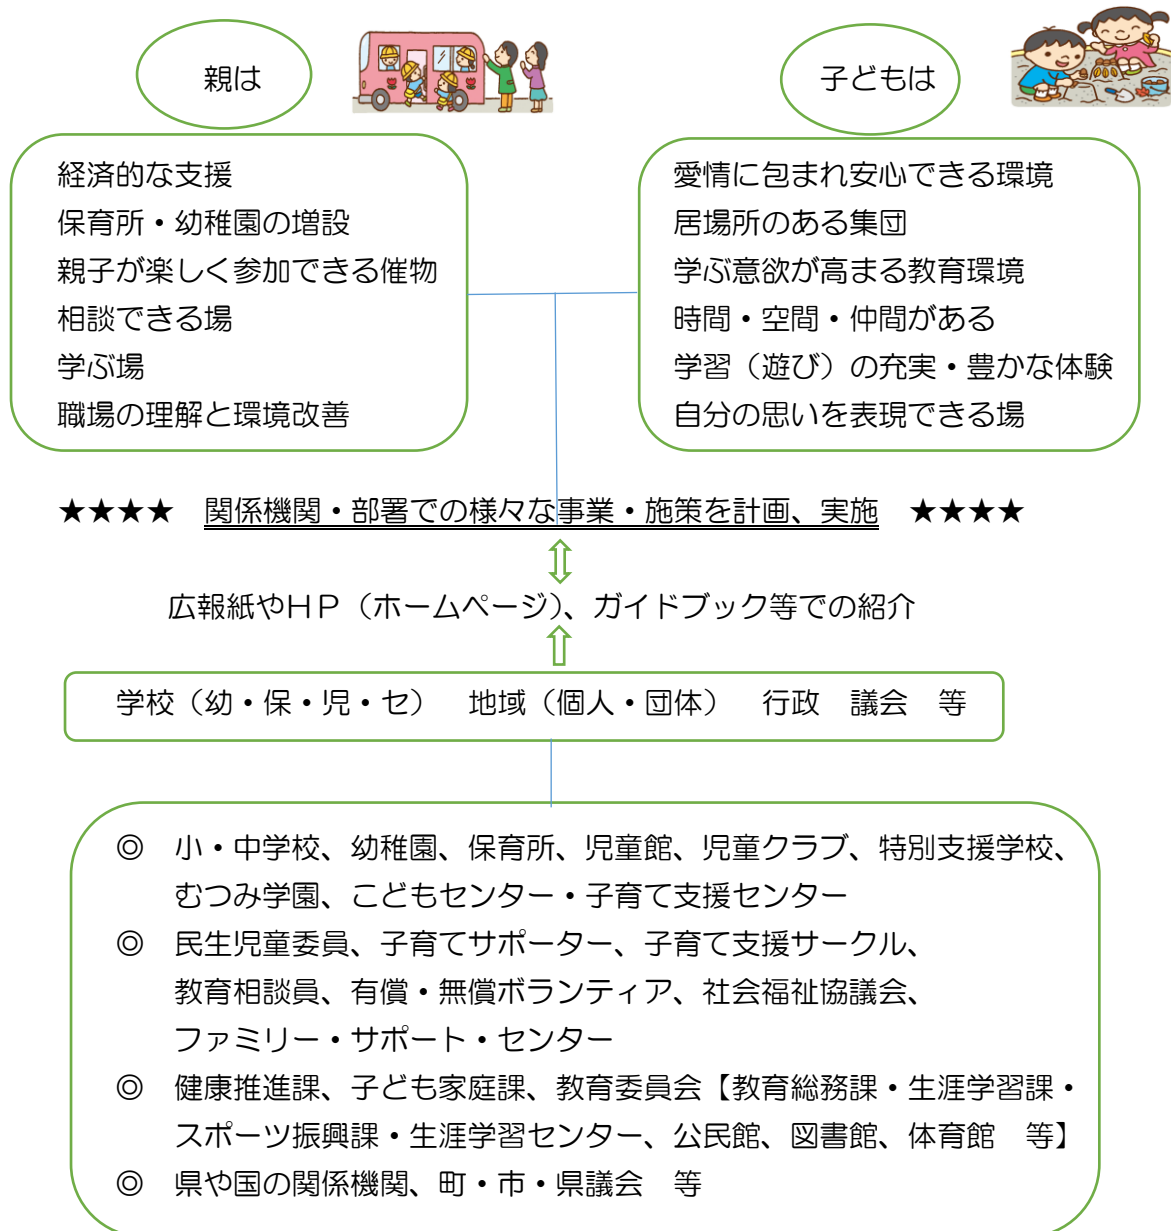 親は
子どもは
経済的な支援
保育所・幼稚園の増設
親子が楽しく参加できる催物
相談できる場
学ぶ場
職場の理解と環境改善
愛情に包まれ安心できる環境
居場所のある集団
学ぶ意欲が高まる教育環境
時間・空間・仲間がある
学習（遊び）の充実・豊かな体験
自分の思いを表現できる場
★★★★　関係機関・部署での様々な事業・施策を計画、実施　★★★★
広報紙やＨＰ（ホームページ）、ガイドブック等での紹介
学校（幼・保・児・セ）　地域（個人・団体）　行政　議会　等
◎　小・中学校、幼稚園、保育所、児童館、児童クラブ、特別支援学校、
むつみ学園、こどもセンター・子育て支援センター
◎　民生児童委員、子育てサポーター、子育て支援サークル、
教育相談員、有償・無償ボランティア、社会福祉協議会、
ファミリー・サポート・センター
◎　健康推進課、子ども家庭課、教育委員会【教育総務課・生涯学習課・
スポーツ振興課・生涯学習センター、公民館、図書館、体育館　等】
◎　県や国の関係機関、町・市・県議会　等